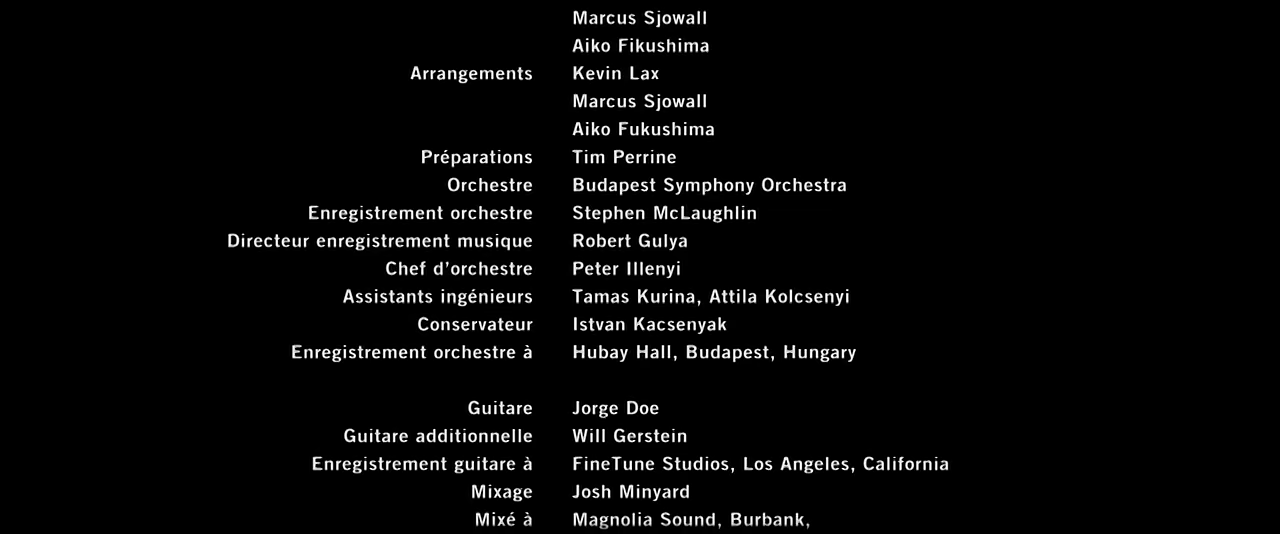 Marcus Sjowall
Aiko Fikushima
Arrangements Kevin Lax
Marcus Sjowall
Aiko Fukushima
Préparations Tim Perrine
Orchestre Budapest Symphony Orchestra
Enregistrement orchestre Stephen McLaughlin
Directeur enregistrement musique Robert Gulya
Chef d’orchestre Peter Illenyi
Assistants ingénieurs Tamas Kurina, Attila Kolcsenyi
Conservateur Istvan Kacsenyak
Enregistrement orchestre à Hubay Hall, Budapest, Hungary
Guitare Jorge Doe
Guitare additionnelle Will Gerstein
Enregistrement guitare à FineTune Studios, Los Angeles, California
Mixage Josh Minyard
Mixé à Magnolia Sound, Burbank,